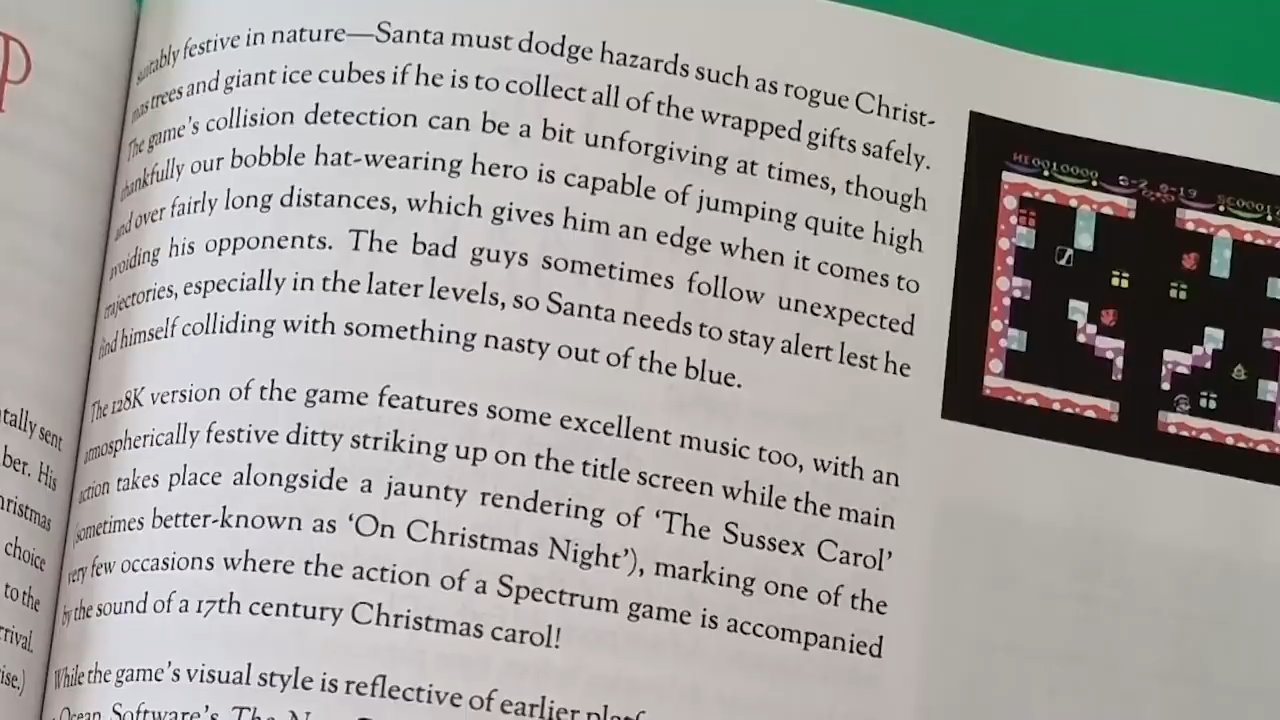 P
suitably festive in nature—Santa must dodge hazards such as rogue Christ-
mas trees and giant ice cubes if he is to collect all of the wrapped gifts safely.
The game's collision detection can be a bit unforgiving at times, though
thankfully our bobble hat-wearing hero is capable of jumping quite high
and over fairly long distances, which gives him an edge when it comes to
avoiding his opponents. The bad guys sometimes follow unexpected
trajectories, especially in the later levels, so Santa needs to stay alert lest he
find himself colliding with something nasty out of the blue.
The 128K version of the game features some excellent music too, with an
atmospherically festive ditty striking up on the title screen while the main
action takes place alongside a jaunty rendering of ‘The Sussex Carol’
(sometimes better-known as ‘On Christmas Night’), marking one of the
very few occasions where the action of a Spectrum game is accompanied
by the sound of a 17th century Christmas carol!
While the game's visual style is reflective of earlier
Ocean Software's The
tally sent
ber. His
hristmas
choice
to the
rrival.
ise.)
HI0010000 0-19